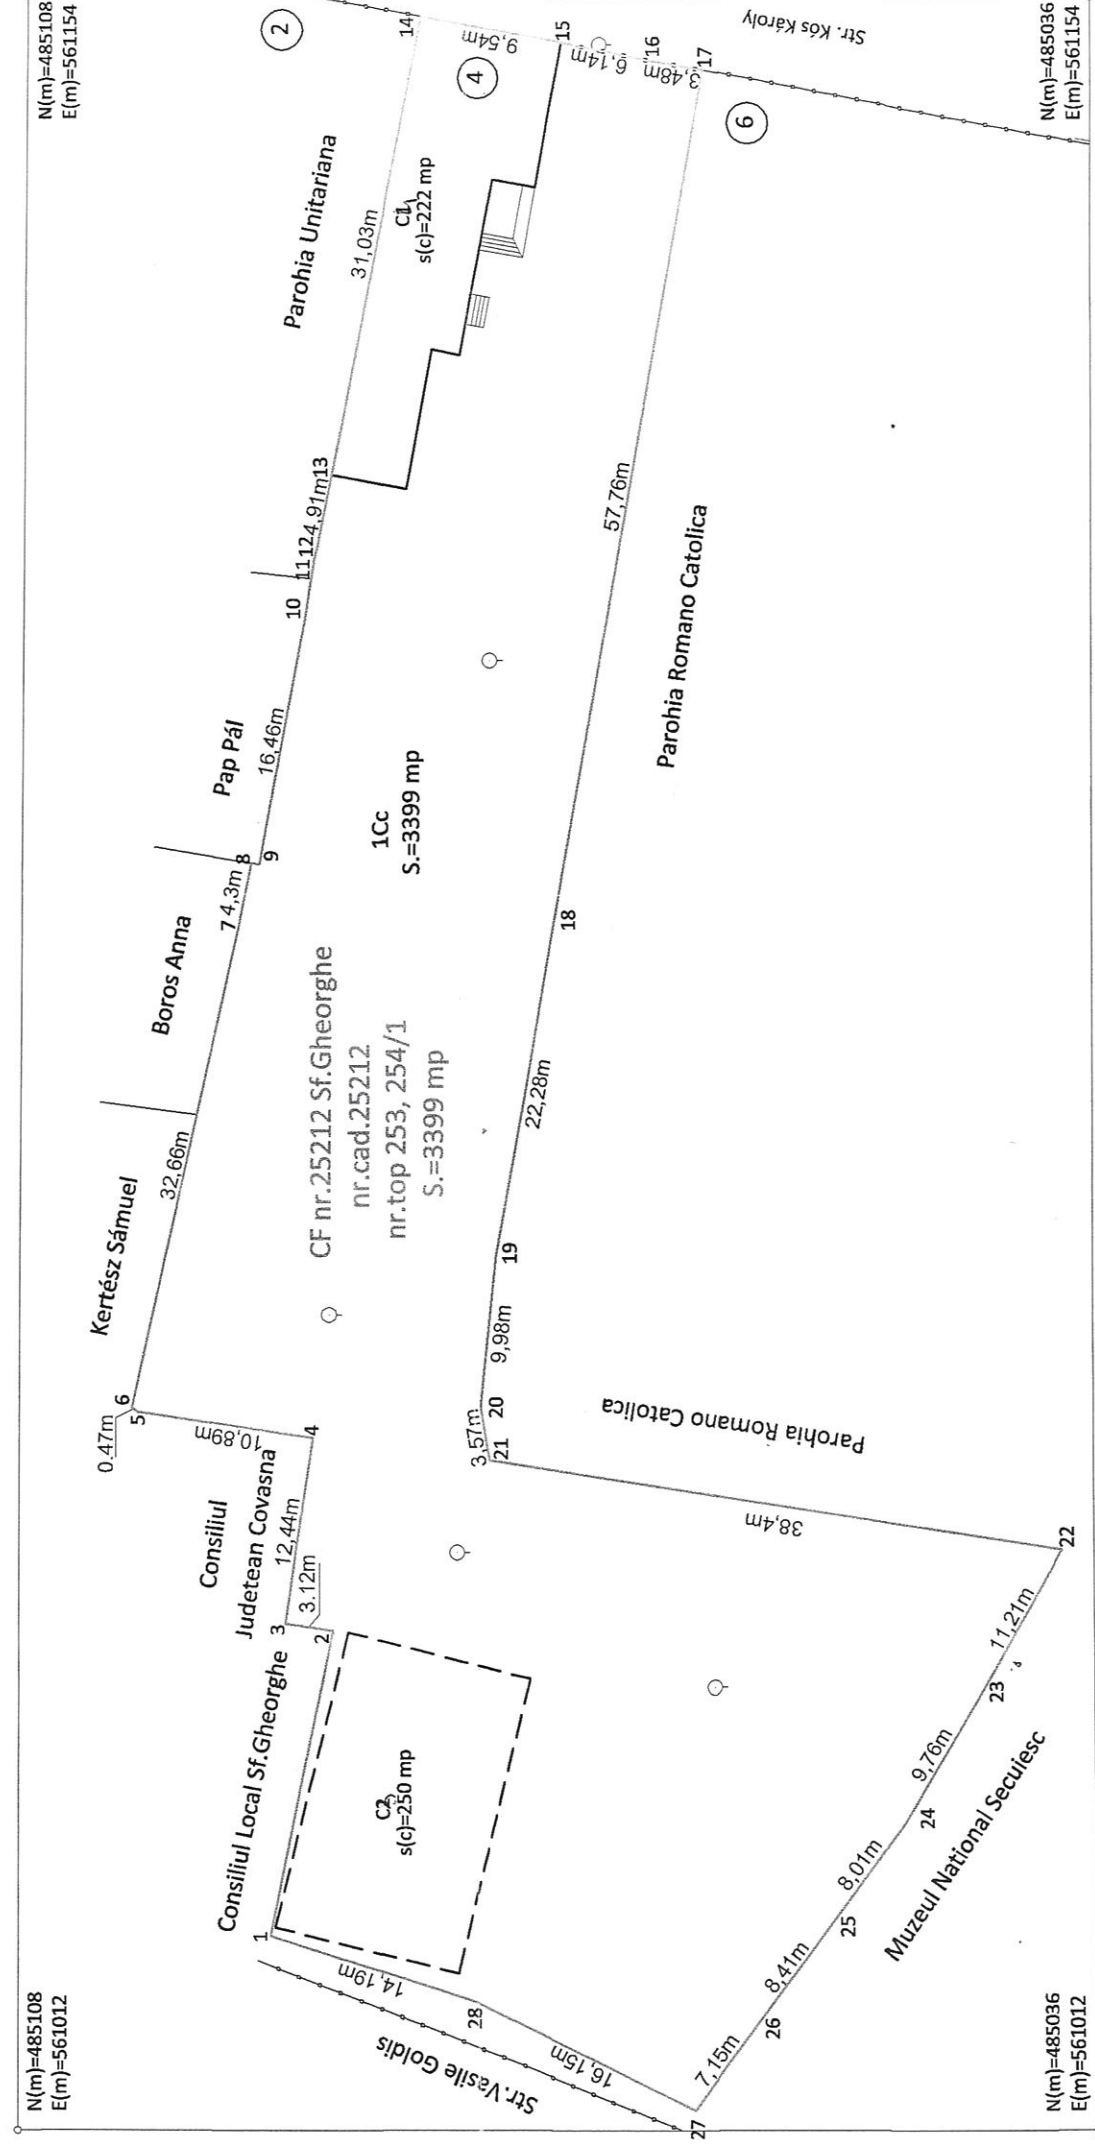 N(m)=485108
E(m)=561012
N(m)=485108
E(m)=561154
2
14
9,54m
4
15
6,14m
16
3,48m
17
6
Str. Kós Károly
Parohia Unitariana
31,03m
C1
s(c)=222 mp
13
4,91m
12
11
10
Pap Pál
16,46m
9
8
4,3m
7
Boros Anna
32,66m
Kertész Sámuel
6
0.47m
5
10,89m
4
Consiliul
Judetean Covasna
12,44m
3
3.12m
2
Consiliul Local Sf.Gheorghe
1
C2
s(c)=250 mp
14,19m
28
Str.Vasile Goldis
16,15m
27
7,15m
26
8,41m
25
8,01m
24
9,76m
23
11,21m
22
Muzeul National Secuiesc
38,4m
Parohia Romano Catolica
21
3,57m
20
9,98m
19
22,28m
18
57,76m
Parohia Romano Catolica
1Cc
S.=3399 mp
CF nr.25212 Sf.Gheorghe
nr.cad.25212
nr.top 253, 254/1
S.=3399 mp
N(m)=485036
E(m)=561012
N(m)=485036
E(m)=561154